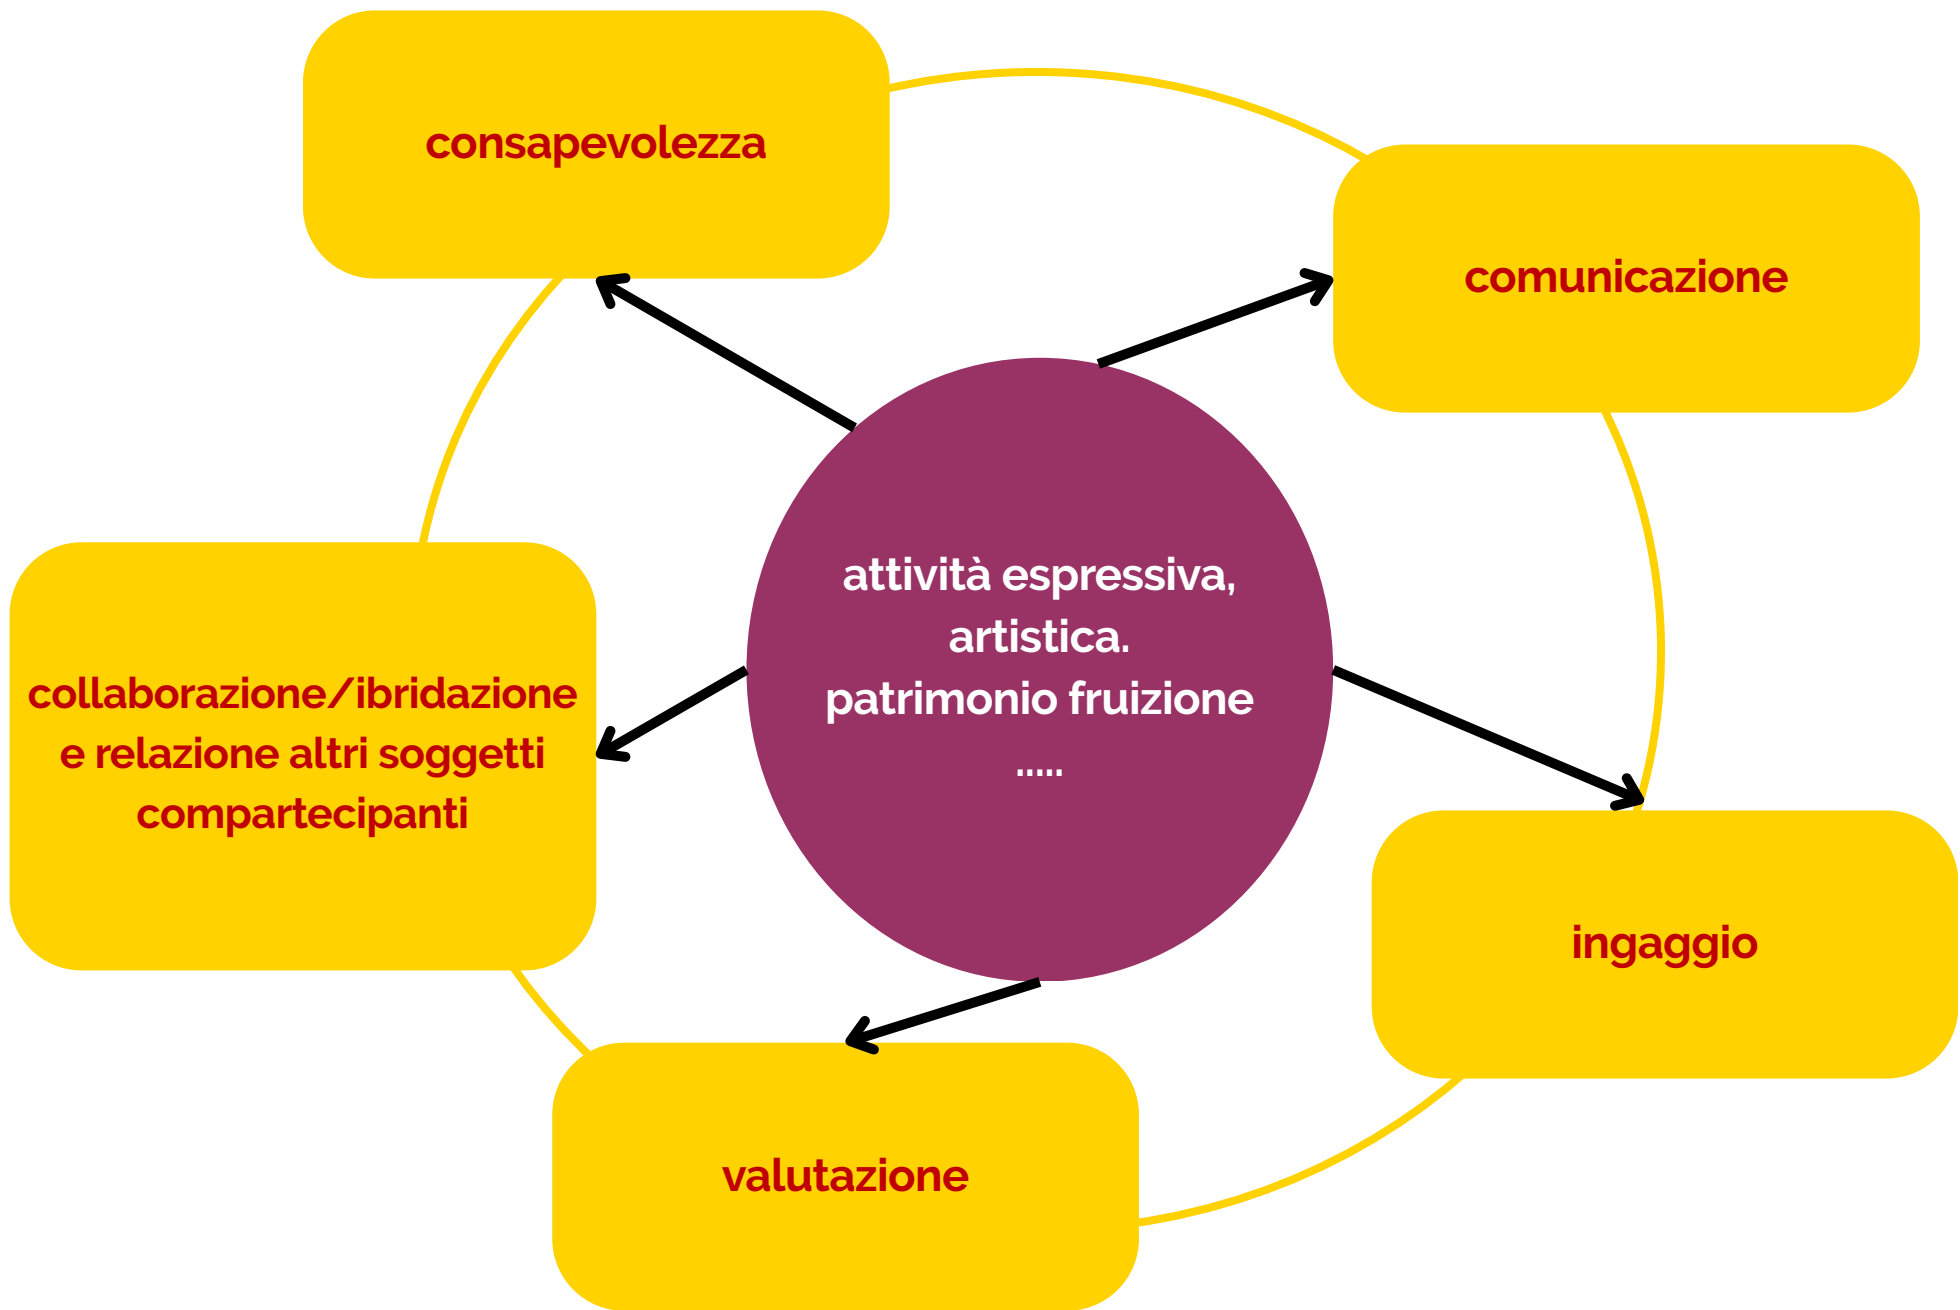 consapevolezza
comunicazione
attività espressiva,
artistica.
patrimonio fruizione
.....
collaborazione/ibridazione
e relazione altri soggetti
compartecipanti
ingaggio
valutazione